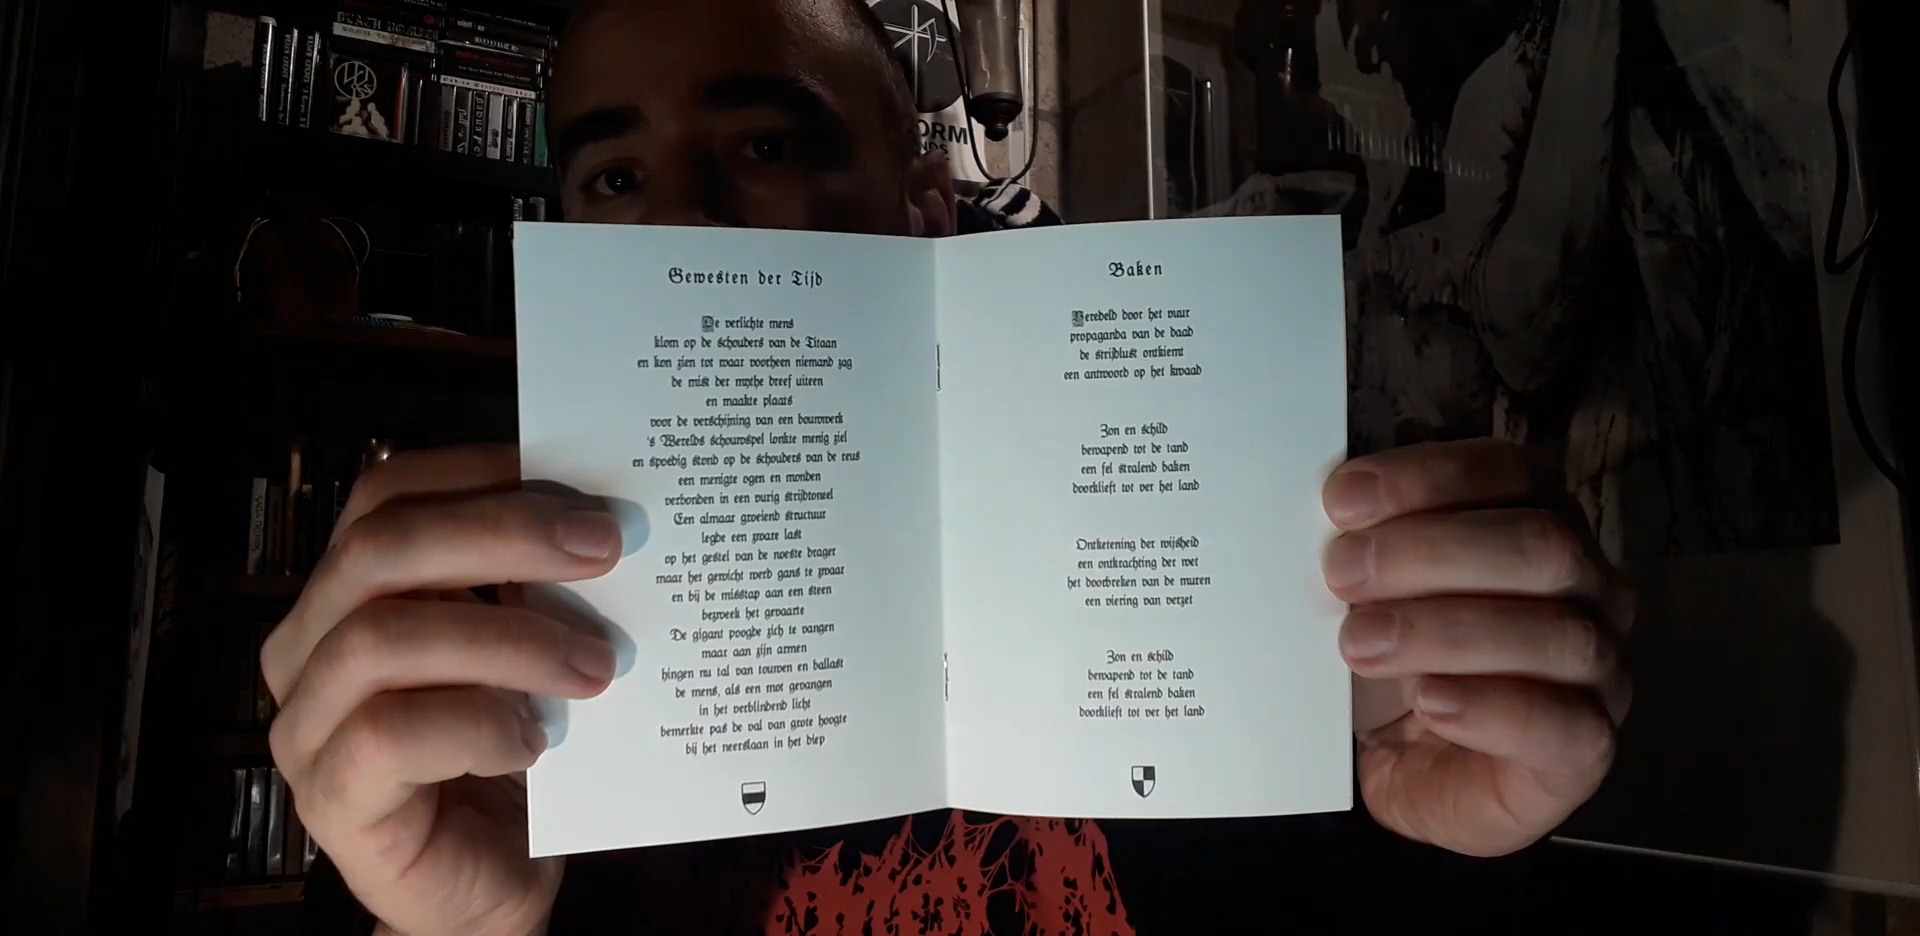 BLACK
ORM
NDS
Gewesten der Tijd
De verlichte mens
klom op de schouders van de Titaan
en kon zien tot waar voorheen niemand zag
de mist der mythe dreef uiteen
en maakte plaats
voor de verschijning van een bouwwerk
's Werelds schouwspel lonkte menig ziel
en spoedig stond op de schouders van de reus
een menigte ogen en monden
verbonden in een vurig strijdtoneel
Een almaar groeiend structuur
legde een zware last
op het gestel van de noeste drager
maar het gewicht werd gans te zwaar
en bij de misstap aan een steen
bezweek het gevaarte
De gigant poogde zich te vangen
maar aan zijn armen
hingen nu tal van touwen en ballast
de mens, als een mot gevangen
in het verblindend licht
bemerkte pas de val van grote hoogte
bij het neerslaan in het diep
Baken
Veredeld door het vuur
propaganda van de daad
de strijdlust ontkiemt
een antwoord op het kwaad
Zon en schild
bewapend tot de tand
een fel stralend baken
doorklieft tot ver het land
Ontketening der wijsheid
een ontkrachting der wet
het doorbreken van de muren
een viering van verzet
Zon en schild
bewapend tot de tand
een fel stralend baken
doorklieft tot ver het land